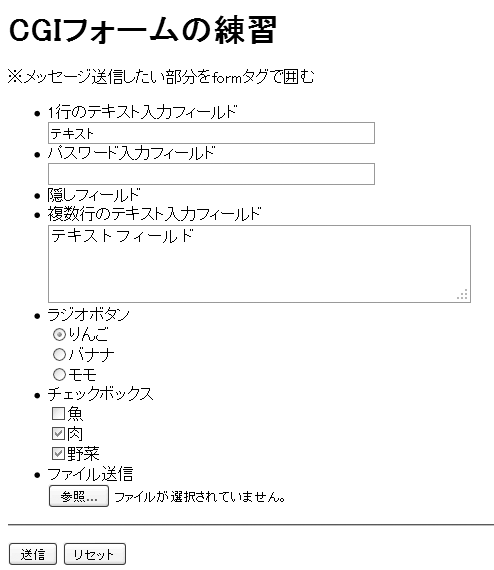 CGIフォームの練習
※メッセージ送信したい部分をformタグで囲む
1行のテキスト入力フィールド
テキスト
パスワード入力フィールド
隠しフィールド
複数行のテキスト入力フィールド
テキストフィールド
ラジオボタン
りんご
バナナ
モモ
チェックボックス
魚
肉
野菜
ファイル送信
参照... ファイルが選択されていません。
送信 リセット